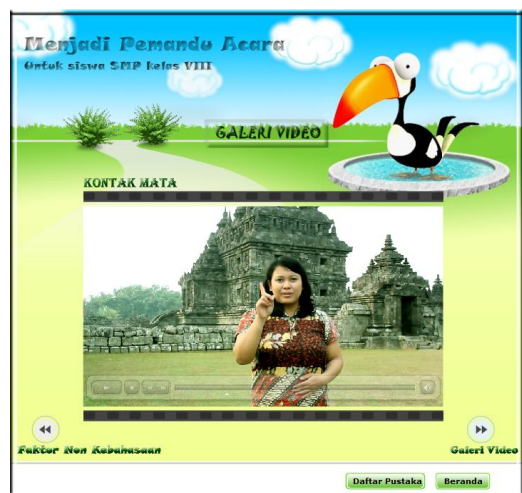 Menjadi Pemandu Acara
Untuk siswa SMP kelas VIII
GALERI VIDEO
KONTAK MATA
Faktor Non Kebahasaan
Galeri Video
Daftar Pustaka
Beranda